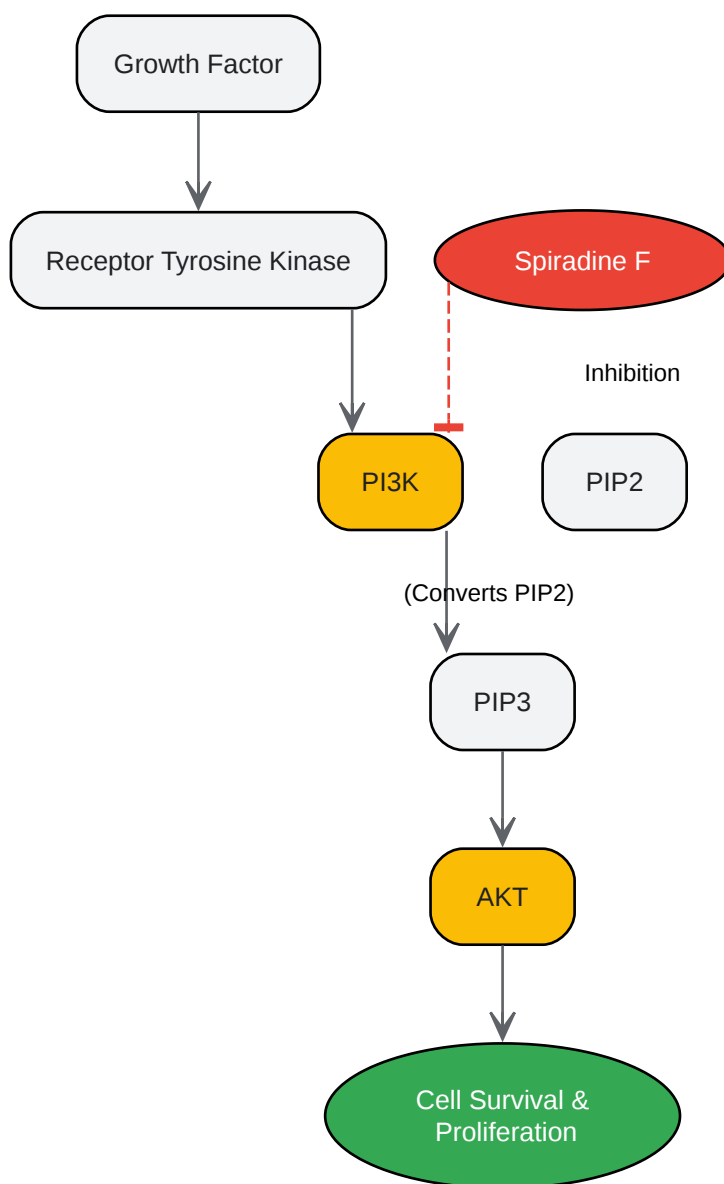 Growth Factor
Receptor Tyrosine Kinase
Spiradine F
Inhibition
PI3K
PIP2
(Converts PIP2)
PIP3
AKT
Cell Survival &
Proliferation